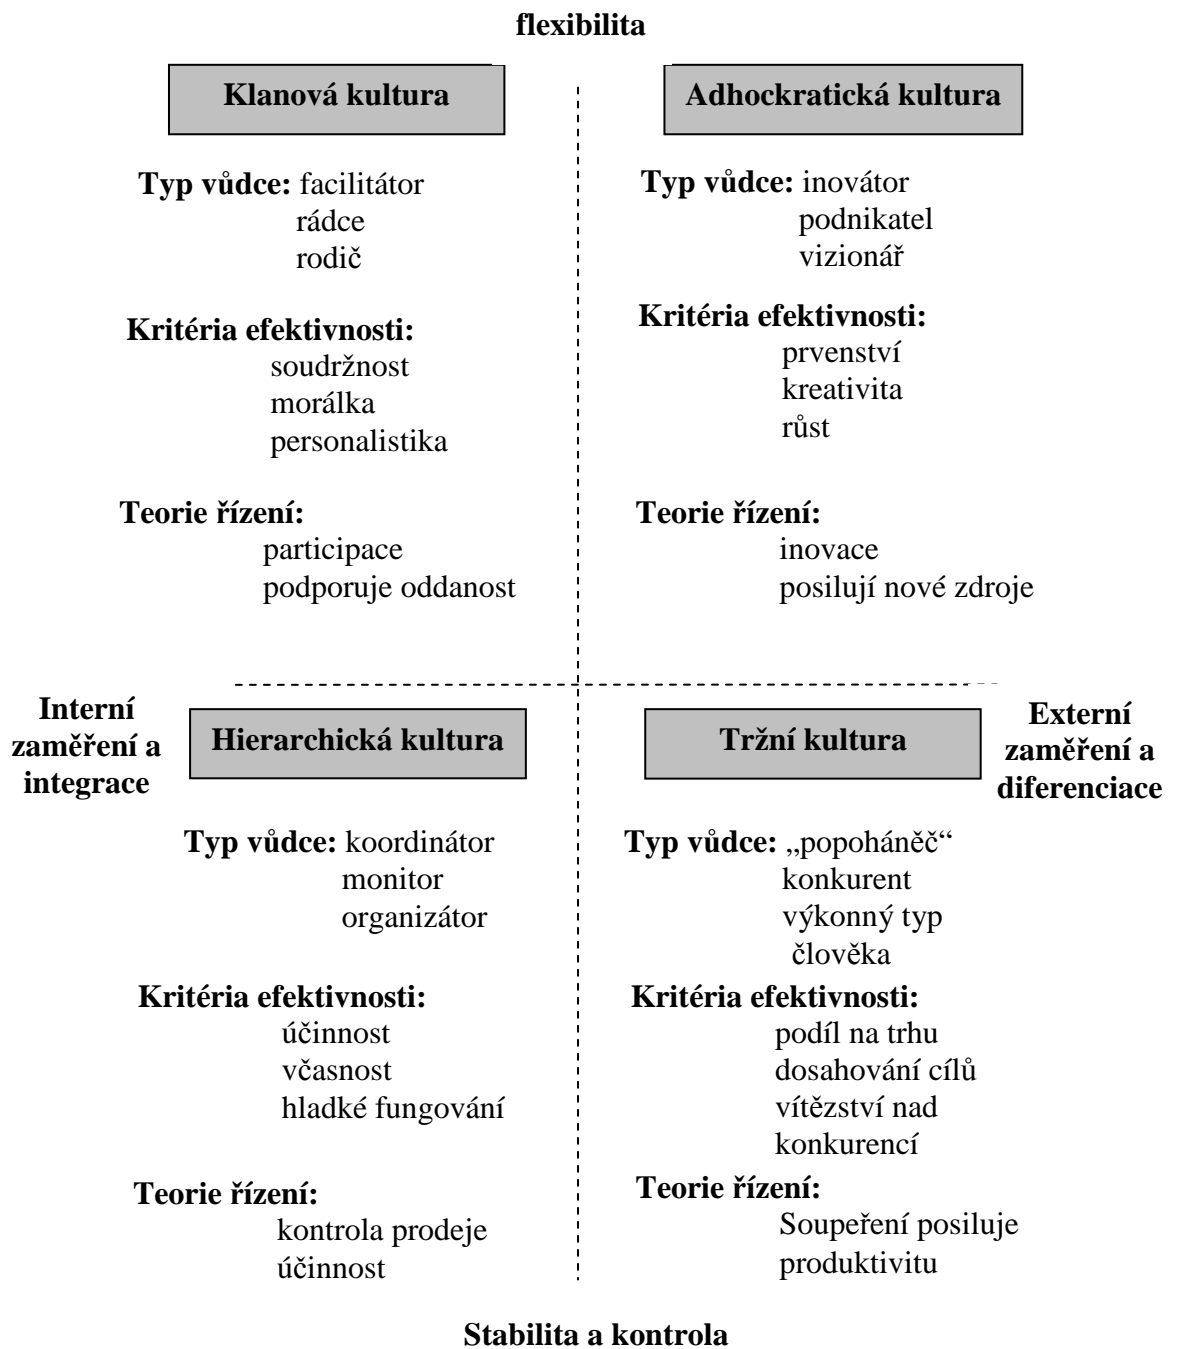 flexibilita
Klanová kultura
Typ vůdce: facilitátor
rádce
rodič
Kritéria efektivnosti:
soudržnost
morálka
personalistika
Teorie řízení:
participace
podporuje oddanost
Adhockratická kultura
Typ vůdce: inovátor
podnikatel
vizionář
Kritéria efektivnosti:
prvenství
kreativita
růst
Teorie řízení:
inovace
posilují nové zdroje
Interní
zaměření a
integrace
Hierarchická kultura
Typ vůdce: koordinátor
monitor
organizátor
Kritéria efektivnosti:
účinnost
včasnost
hladké fungování
Teorie řízení:
kontrola prodeje
účinnost
Tržní kultura
Typ vůdce: „popoháněč“
konkurent
výkonný typ
člověka
Kritéria efektivnosti:
podíl na trhu
dosahování cílů
vítězství nad
konkurencí
Teorie řízení:
Soupeření posiluje
produktivitu
Externí
zaměření a
diferenciace
Stabilita a kontrola